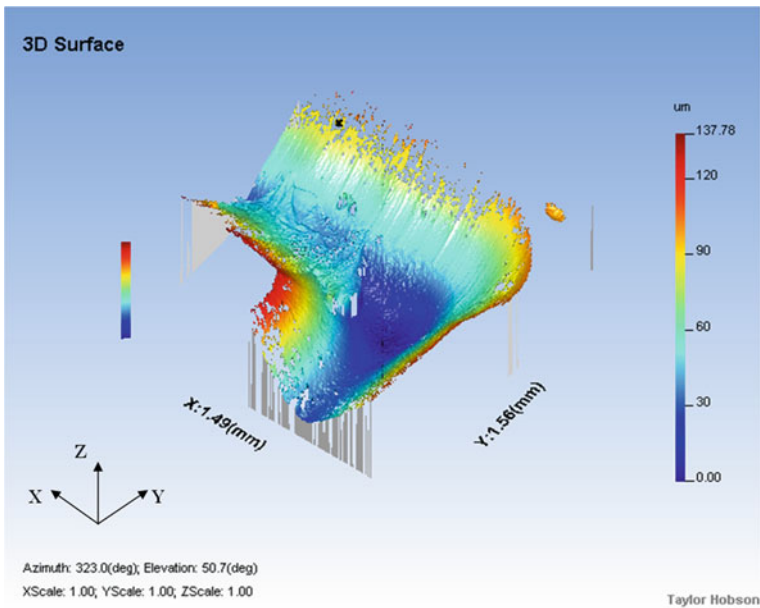 3D Surface
um
137.78
120
90
60
30
0.00
X:1.49(mm)
Y:1.56(mm)
Z
X
Y
Azimuth: 323.0(deg); Elevation: 50.7(deg)
XScale: 1.00; YScale: 1.00; ZScale: 1.00
Taylor Hobson